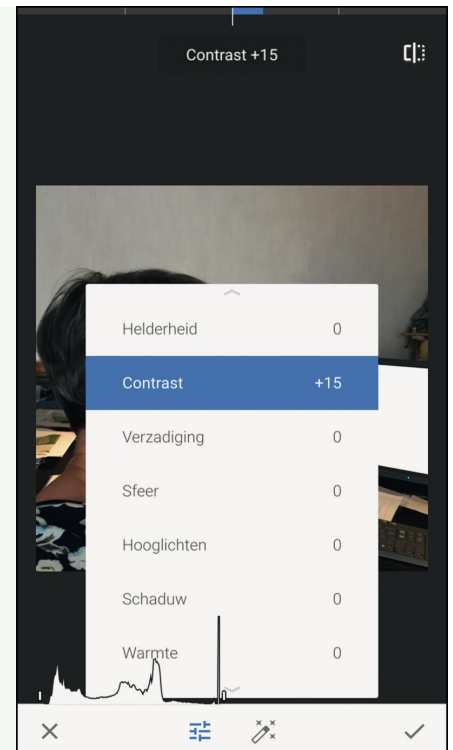 Contrast +15
Helderheid 0
Contrast +15
Verzadiging 0
Sfeer 0
Hooglichten 0
Schaduw 0
Warmte 0